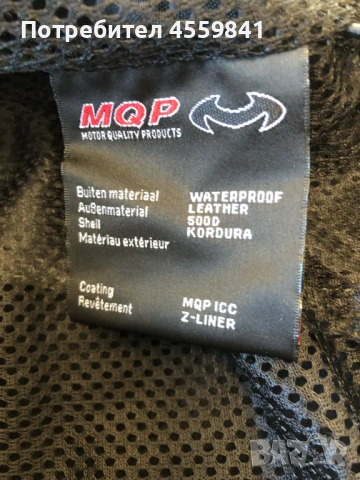 Потребител 4559841
MQP
MOTOR QUALITY PRODUCTS
Buiten materiaal WATERPROOF
Außenmaterial LEATHER
Shell 500D
Matériau extérieur KORDURA
Coating MQP ICC
Revêtement Z-LINER
BAZAR